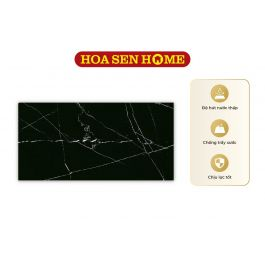 HOA SEN HOME
Độ hút nước thấp
Chống trầy xước
Chịu lực tốt